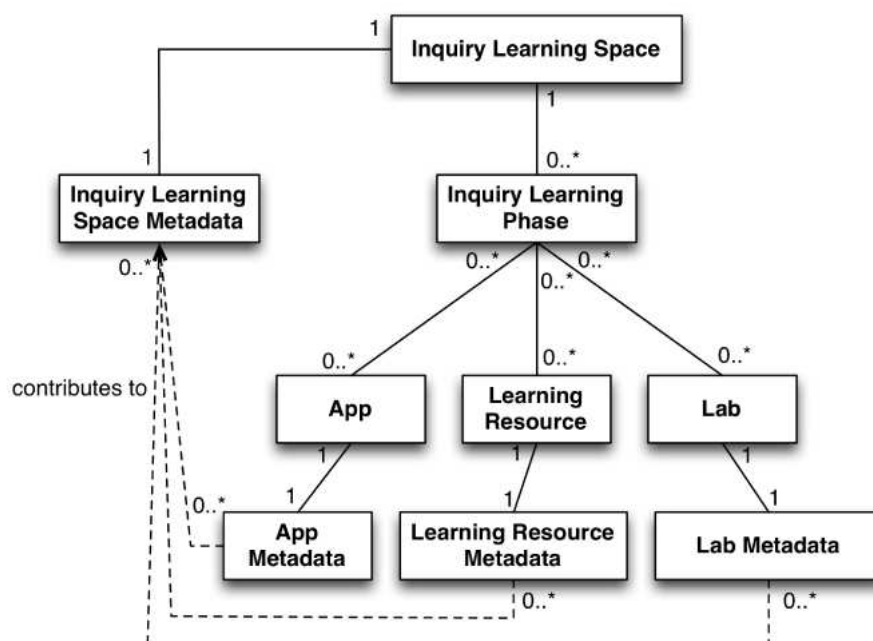 1
Inquiry Learning Space
1
1
0..*
Inquiry Learning
Space Metadata
Inquiry Learning
Phase
0..*
0..*
0..*
0..*
0..*
0..*
0..*
contributes to
App
Learning
Resource
Lab
1
1
1
0..*
1
1
1
App
Metadata
Learning Resource
Metadata
Lab Metadata
0..*
0..*